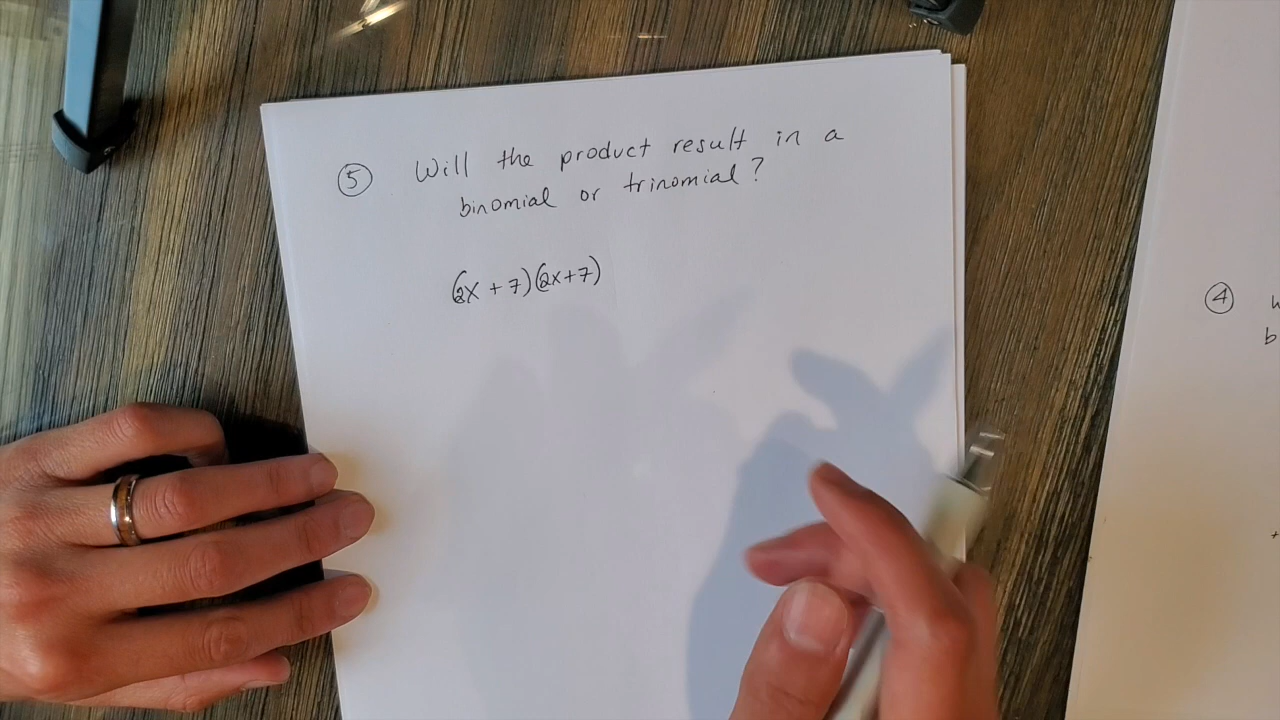 ⑤ Will the product result in a
binomial or trinomial?
(2x + 7)(2x+7)
④
b
+